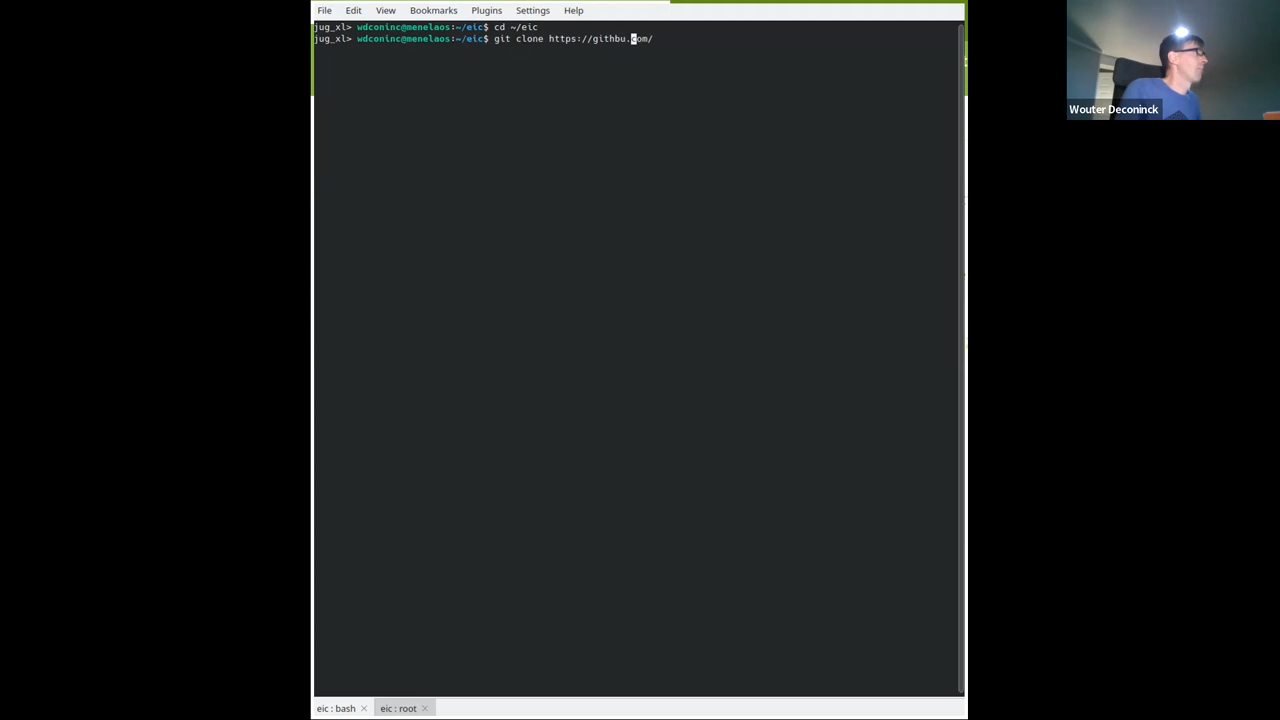 File Edit View Bookmarks Plugins Settings Help
jug_xl> wdconinc@menelaos:~/eic$ cd ~/eic
jug_xl> wdconinc@menelaos:~/eic$ git clone https://githbu.com/
Wouter Deconinck
eic : bash eic : root